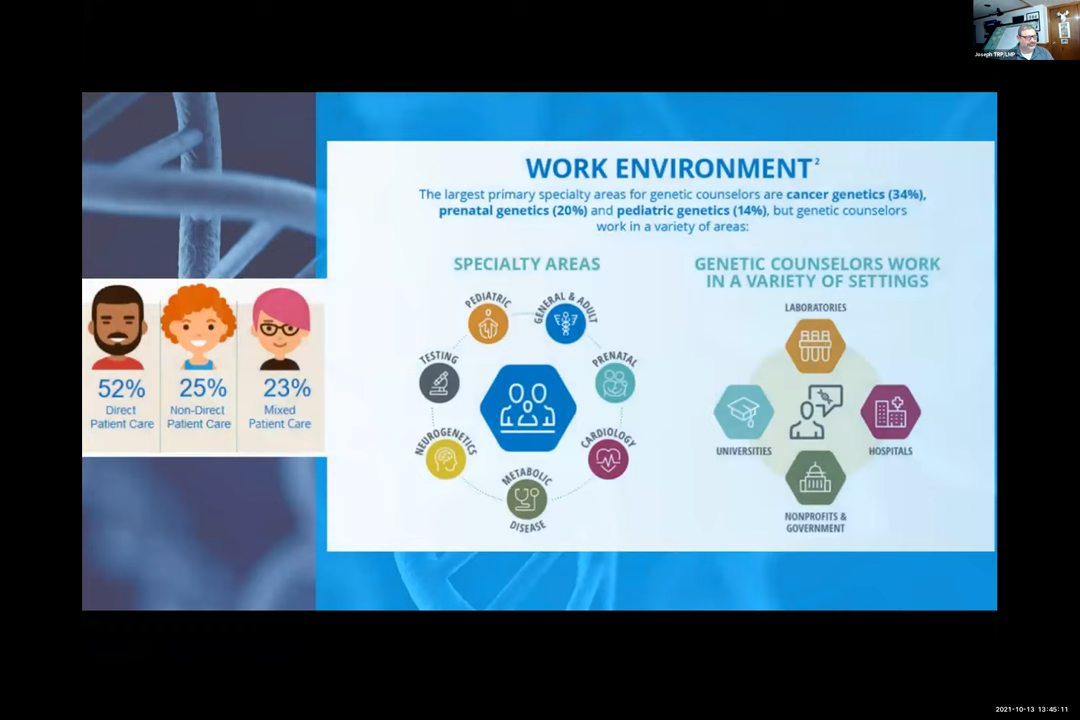 Joseph TRP/LHP
WORK ENVIRONMENT²
The largest primary specialty areas for genetic counselors are cancer genetics (34%),
prenatal genetics (20%) and pediatric genetics (14%), but genetic counselors
work in a variety of areas:
SPECIALTY AREAS
PEDIATRIC
GENERAL & ADULT
TESTING
PRENATAL
NEUROGENETICS
CARDIOLOGY
METABOLIC
DISEASE
GENETIC COUNSELORS WORK
IN A VARIETY OF SETTINGS
LABORATORIES
UNIVERSITIES
HOSPITALS
NONPROFITS &
GOVERNMENT
52%
Direct
Patient Care
25%
Non-Direct
Patient Care
23%
Mixed
Patient Care
2021-10-13 13:45:11